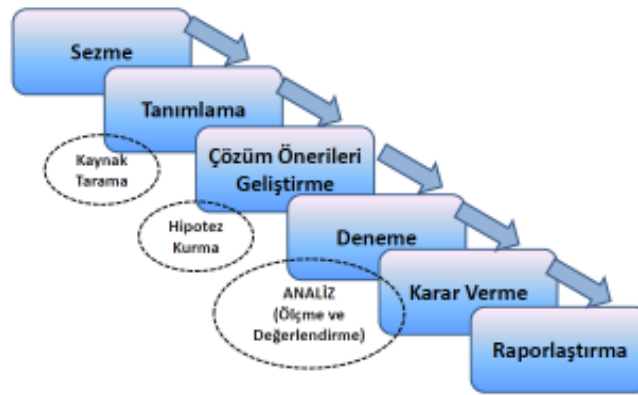 Sezme
Tanımlama
Kaynak
Tarama
Çözüm Önerileri
Geliştirme
Hipotez
Kurma
Deneme
ANALİZ
(Ölçme ve
Değerlendirme)
Karar Verme
Raporlaştırma